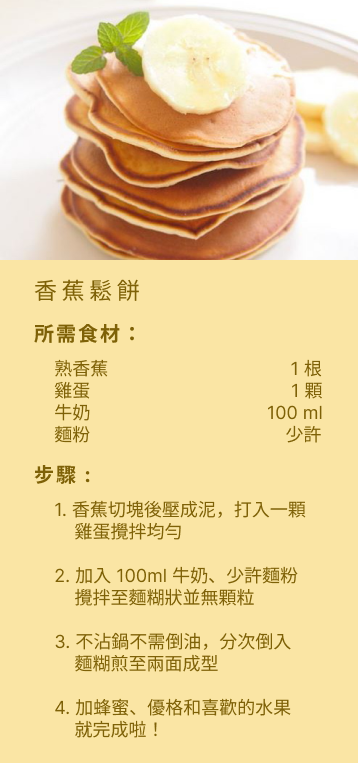 香蕉鬆餅
所需食材：
熟香蕉 1 根
雞蛋 1 顆
牛奶 100 ml
麵粉 少許
步驟：
1. 香蕉切塊後壓成泥，打入一顆
雞蛋攪拌均勻
2. 加入 100ml 牛奶、少許麵粉
攪拌至麵糊狀並無顆粒
3. 不沾鍋不需倒油，分次倒入
麵糊煎至兩面成型
4. 加蜂蜜、優格和喜歡的水果
就完成啦！